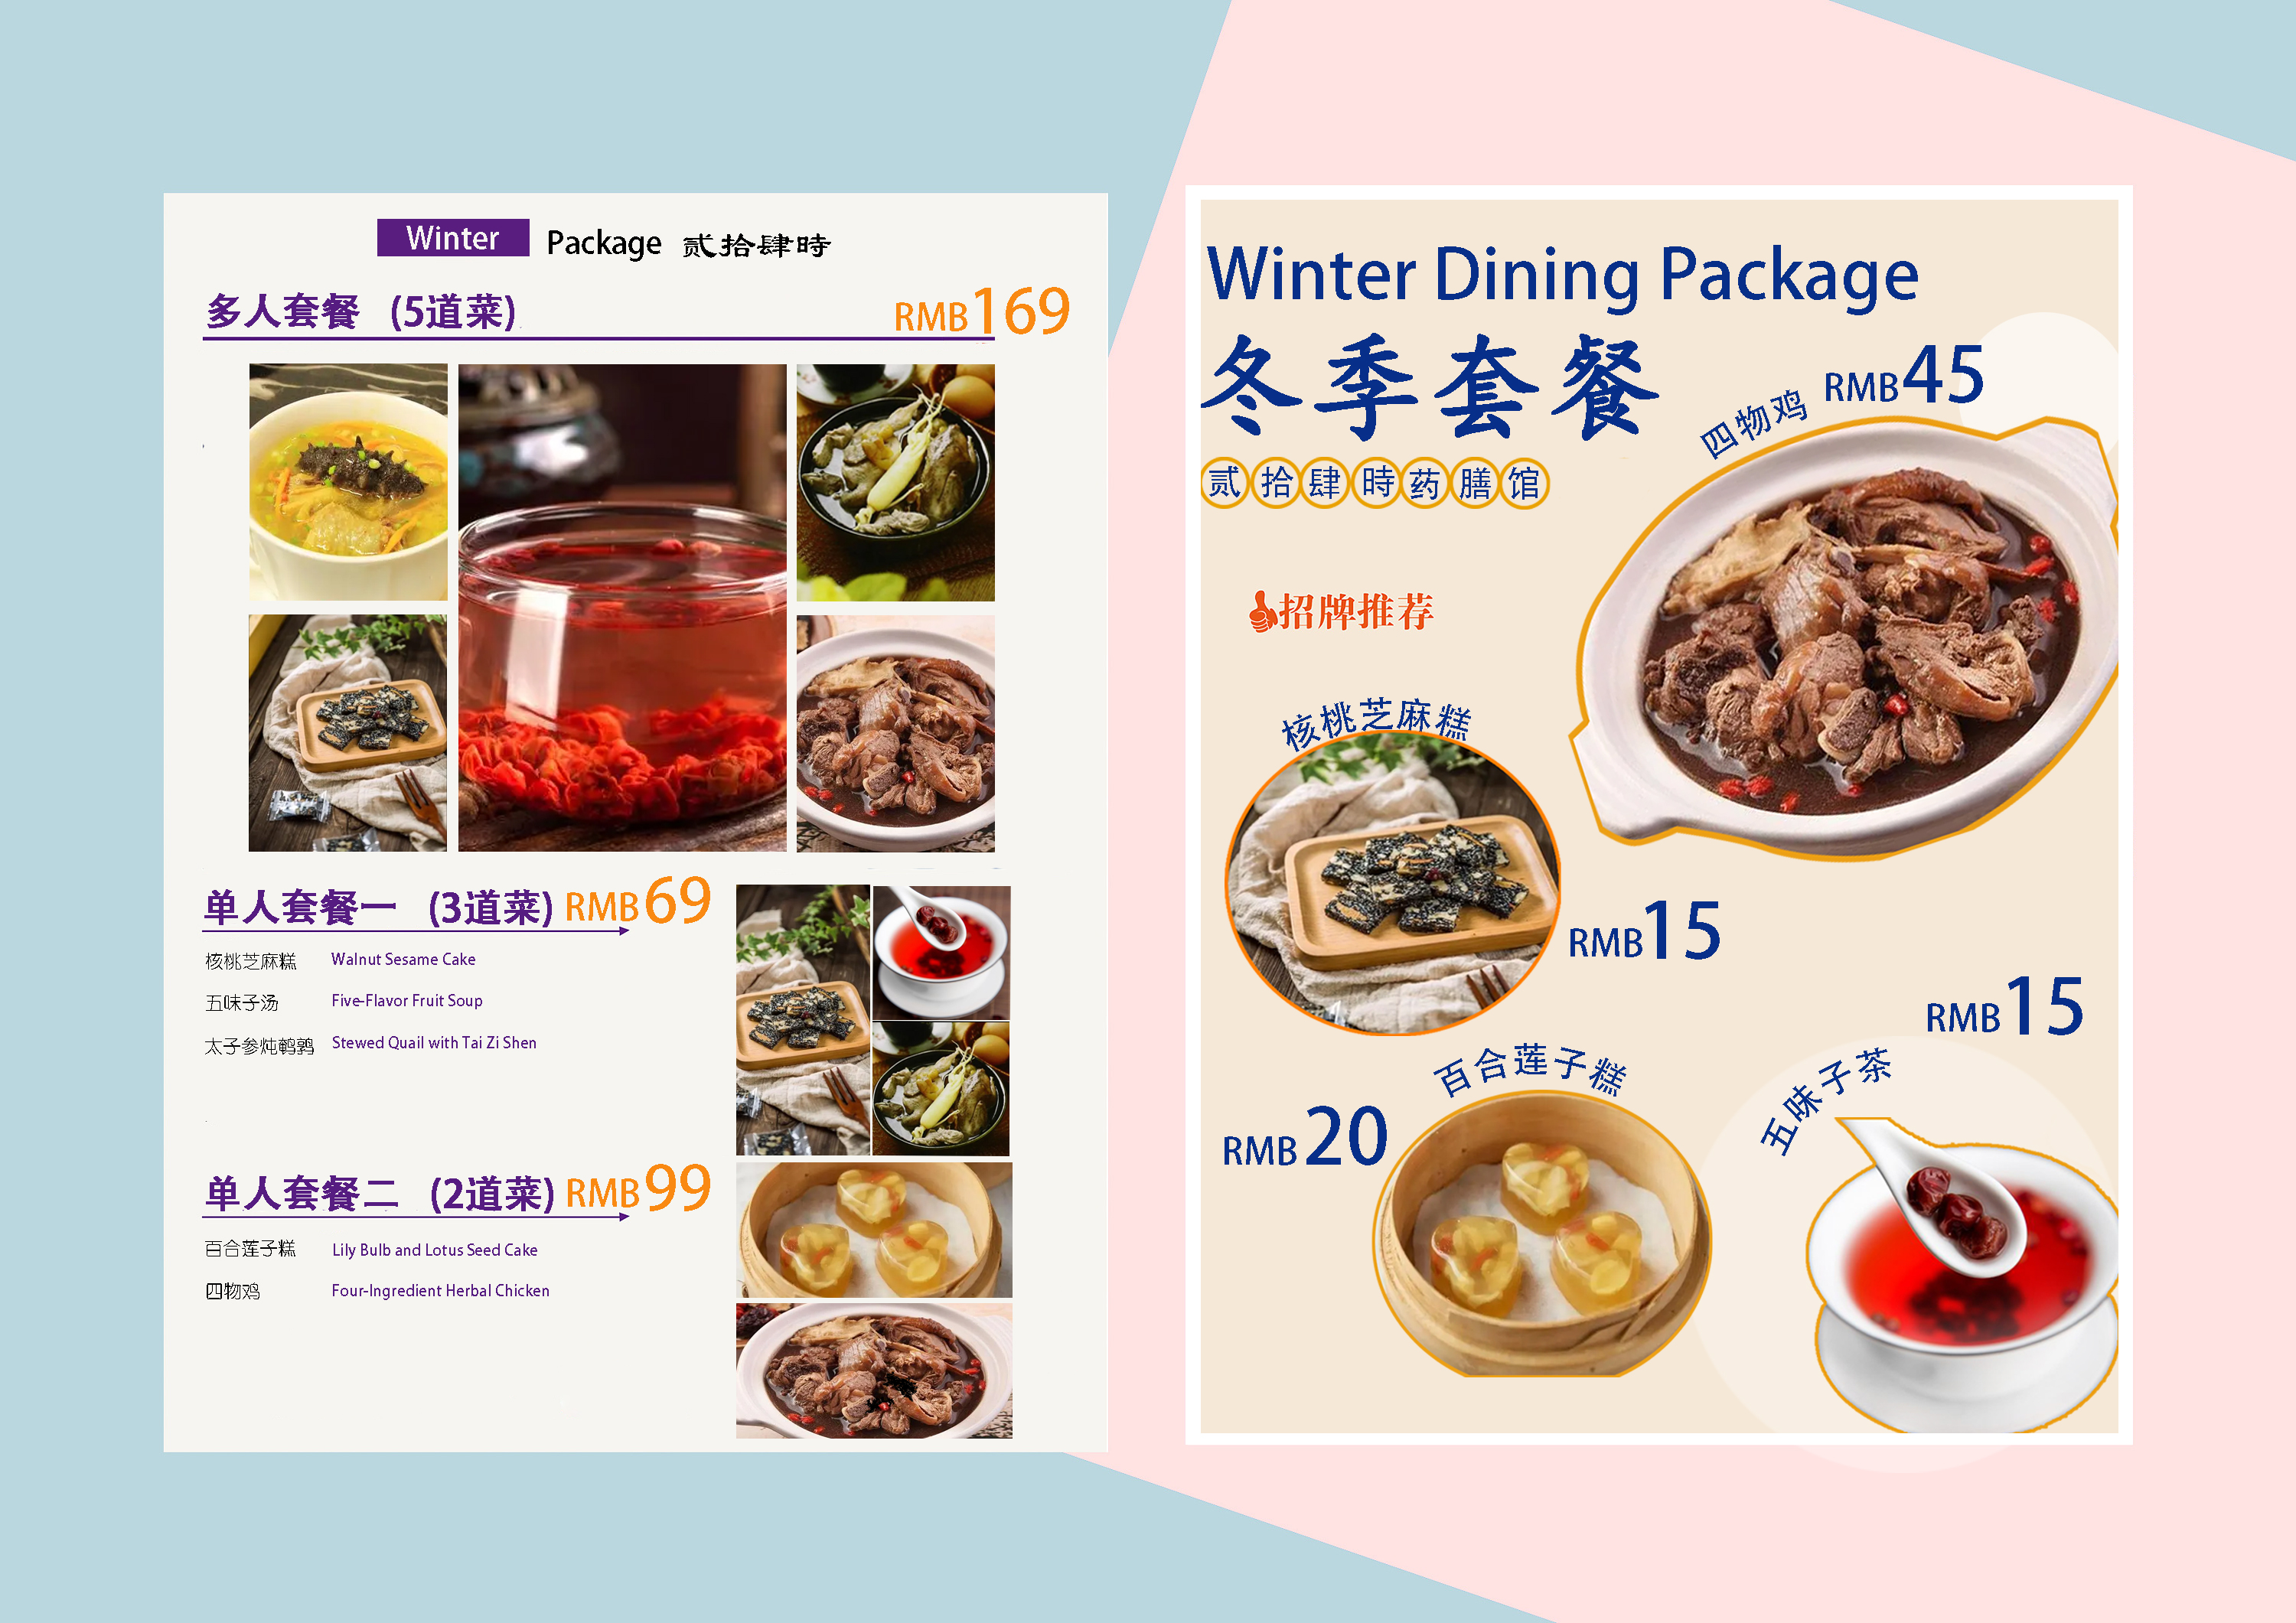 Winter Package 贰拾肆時
多人套餐 (5道菜) RMB169
单人套餐一 (3道菜) RMB69
核桃芝麻糕 Walnut Sesame Cake
五味子汤 Five-Flavor Fruit Soup
太子参炖鹌鹑 Stewed Quail with Tai Zi Shen
单人套餐二 (2道菜) RMB99
百合莲子糕 Lily Bulb and Lotus Seed Cake
四物鸡 Four-Ingredient Herbal Chicken
Winter Dining Package
冬季套餐
贰拾肆時药膳馆
四物鸡 RMB45
招牌推荐
核桃芝麻糕
RMB15
RMB15
百合莲子糕
RMB20
五味子茶